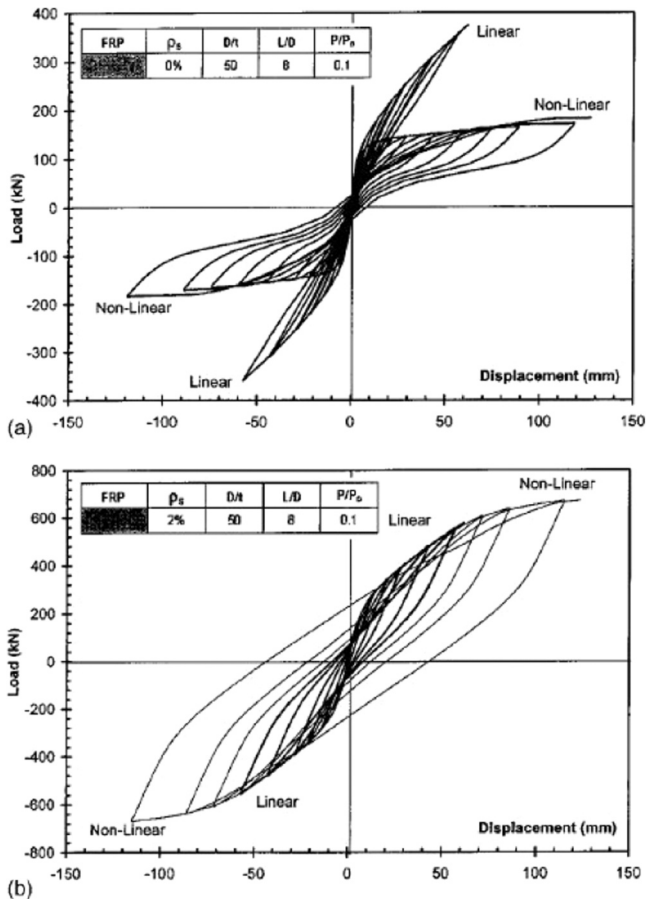 400
FRP ρs D/t L/D P/Po
0% 50 8 0.1
Linear
300
Non-Linear
200
100
Load (kN)
0
-100
Non-Linear
-200
-300
Linear
Displacement (mm)
-400
(a)
-150 -100 -50 0 50 100 150
800
FRP ρs D/t L/D P/Po
2% 50 8 0.1
Non-Linear
Linear
600
400
200
Load (kN)
0
-200
-400
Linear
-600
Non-Linear
Displacement (mm)
-800
(b)
-150 -100 -50 0 50 100 150